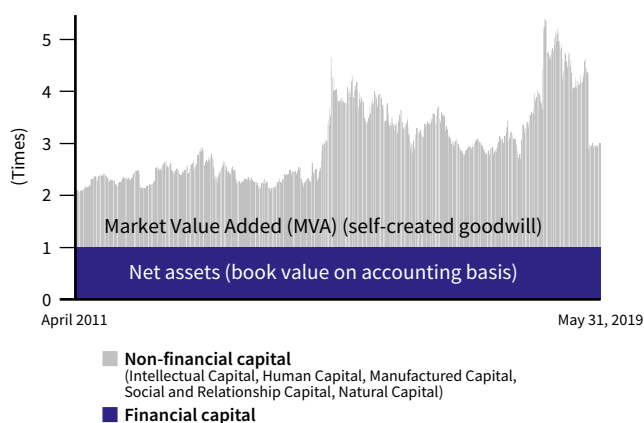 (Times)
5
4
3
2
1
0
Market Value Added (MVA) (self-created goodwill)
Net assets (book value on accounting basis)
April 2011
May 31, 2019
Non-financial capital
(Intellectual Capital, Human Capital, Manufactured Capital,
Social and Relationship Capital, Natural Capital)
Financial capital